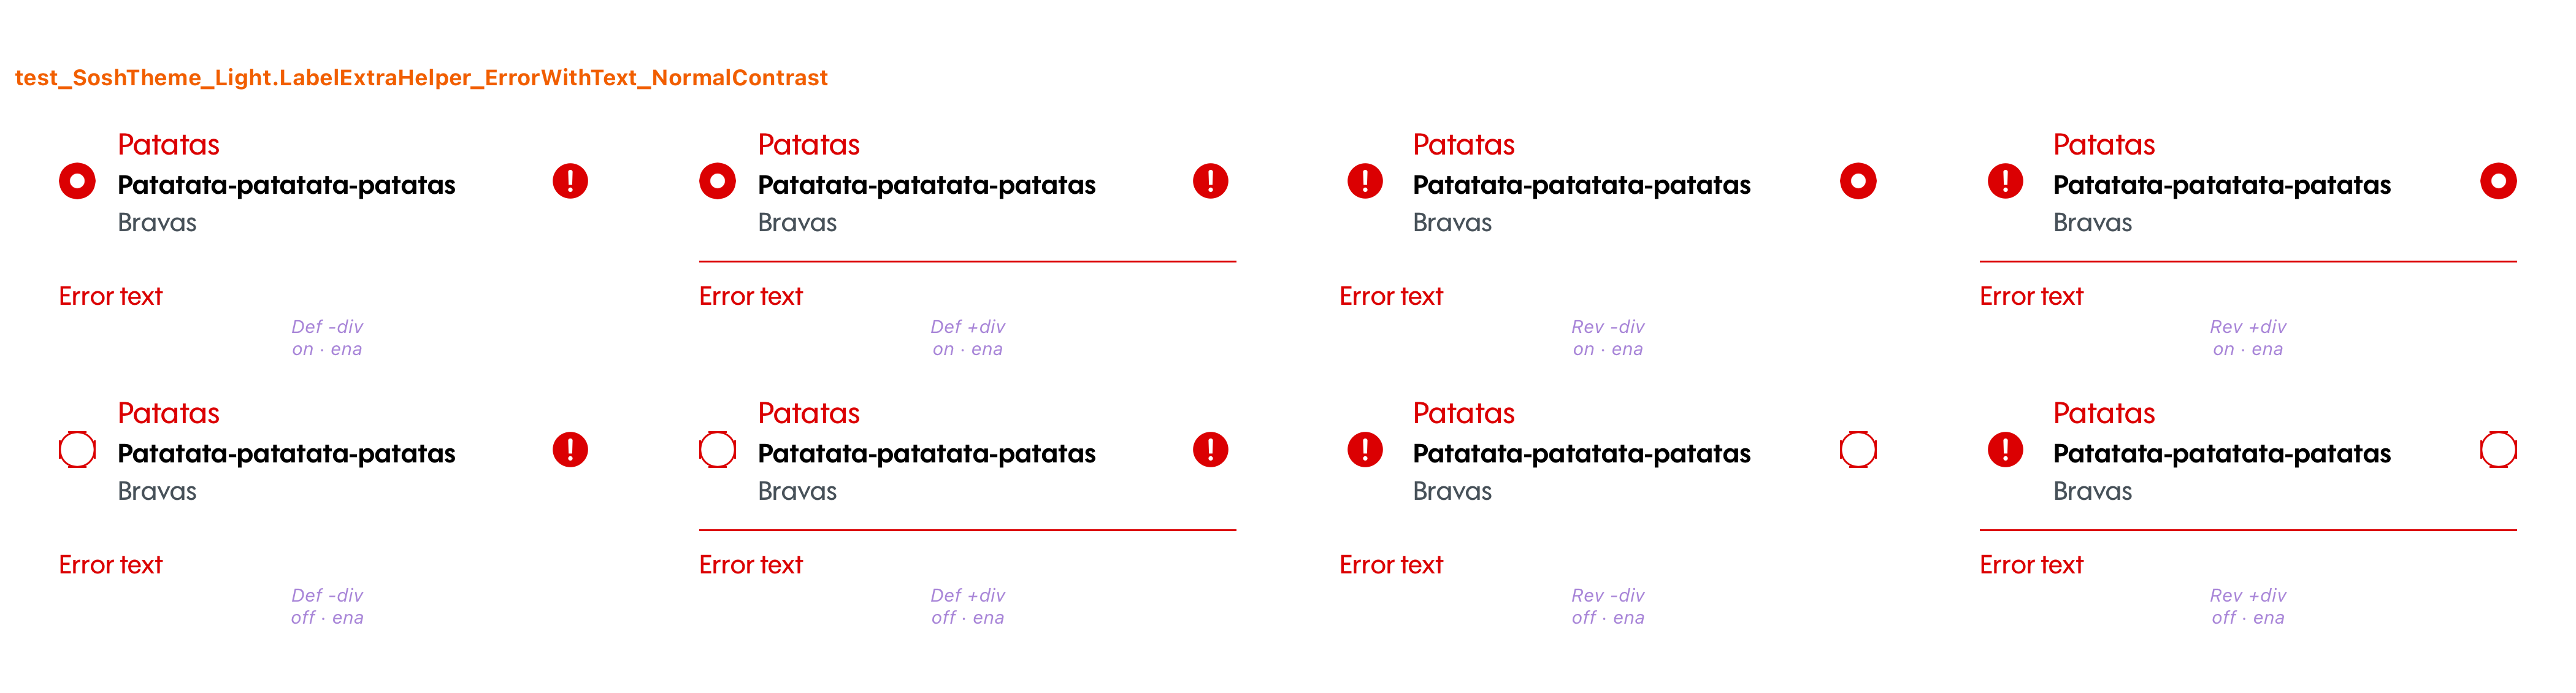 test_SoshTheme_Light.LabelExtraHelper_ErrorWithText_NormalContrast
Patatas
Patatata-patatata-patatas
Bravas
Error text
Def -div
on · ena
Patatas
Patatata-patatata-patatas
Bravas
Error text
Def +div
on · ena
Patatas
Patatata-patatata-patatas
Bravas
Error text
Rev -div
on · ena
Patatas
Patatata-patatata-patatas
Bravas
Error text
Rev +div
on · ena
Patatas
Patatata-patatata-patatas
Bravas
Error text
Def -div
off · ena
Patatas
Patatata-patatata-patatas
Bravas
Error text
Def +div
off · ena
Patatas
Patatata-patatata-patatas
Bravas
Error text
Rev -div
off · ena
Patatas
Patatata-patatata-patatas
Bravas
Error text
Rev +div
off · ena